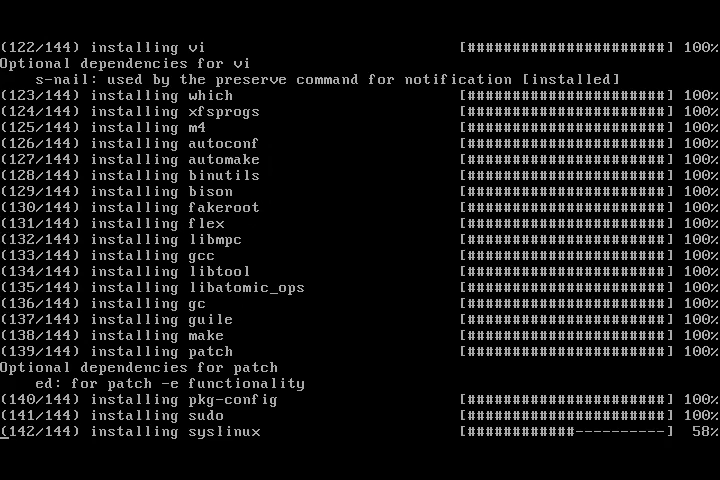 (122/144) installing vi [######################] 100%
Optional dependencies for vi
s-nail: used by the preserve command for notification [installed]
(123/144) installing which [######################] 100%
(124/144) installing xfsprogs [######################] 100%
(125/144) installing m4 [######################] 100%
(126/144) installing autoconf [######################] 100%
(127/144) installing automake [######################] 100%
(128/144) installing binutils [######################] 100%
(129/144) installing bison [######################] 100%
(130/144) installing fakeroot [######################] 100%
(131/144) installing flex [######################] 100%
(132/144) installing libmpc [######################] 100%
(133/144) installing gcc [######################] 100%
(134/144) installing libtool [######################] 100%
(135/144) installing libatomic_ops [######################] 100%
(136/144) installing gc [######################] 100%
(137/144) installing guile [######################] 100%
(138/144) installing make [######################] 100%
(139/144) installing patch [######################] 100%
Optional dependencies for patch
ed: for patch -e functionality
(140/144) installing pkg-config [######################] 100%
(141/144) installing sudo [######################] 100%
(142/144) installing syslinux [############----------] 58%